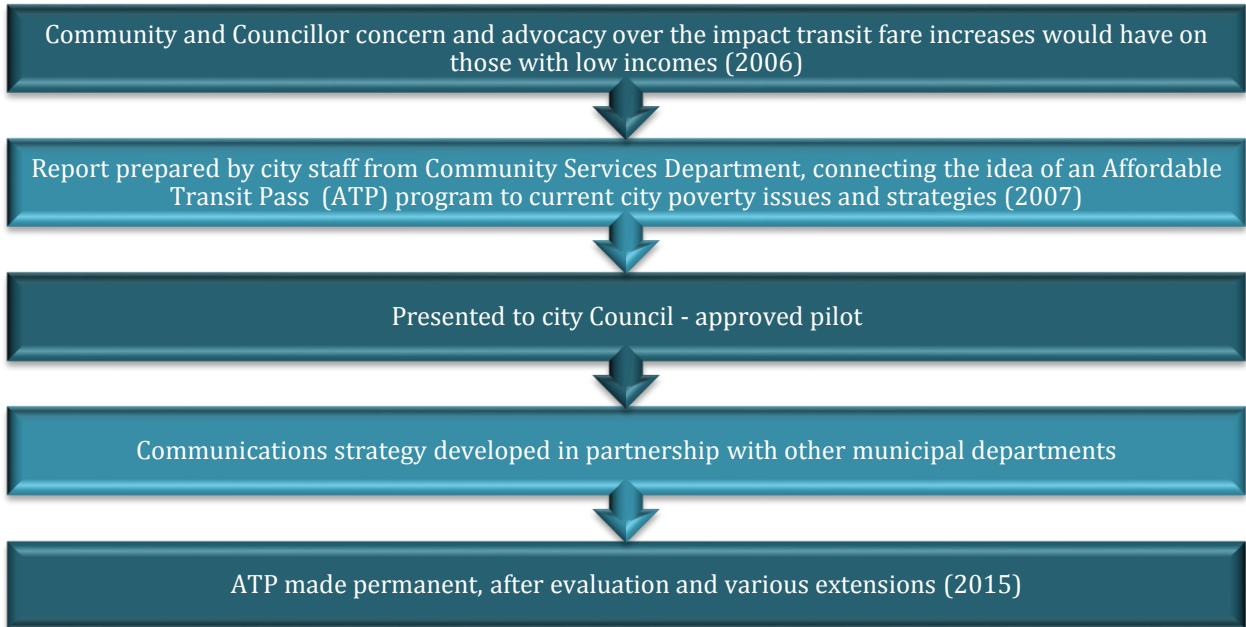 Community and Councillor concern and advocacy over the impact transit fare increases would have on
those with low incomes (2006)
Report prepared by city staff from Community Services Department, connecting the idea of an Affordable
Transit Pass  (ATP) program to current city poverty issues and strategies (2007)
Presented to city Council - approved pilot
Communications strategy developed in partnership with other municipal departments
ATP made permanent, after evaluation and various extensions (2015)